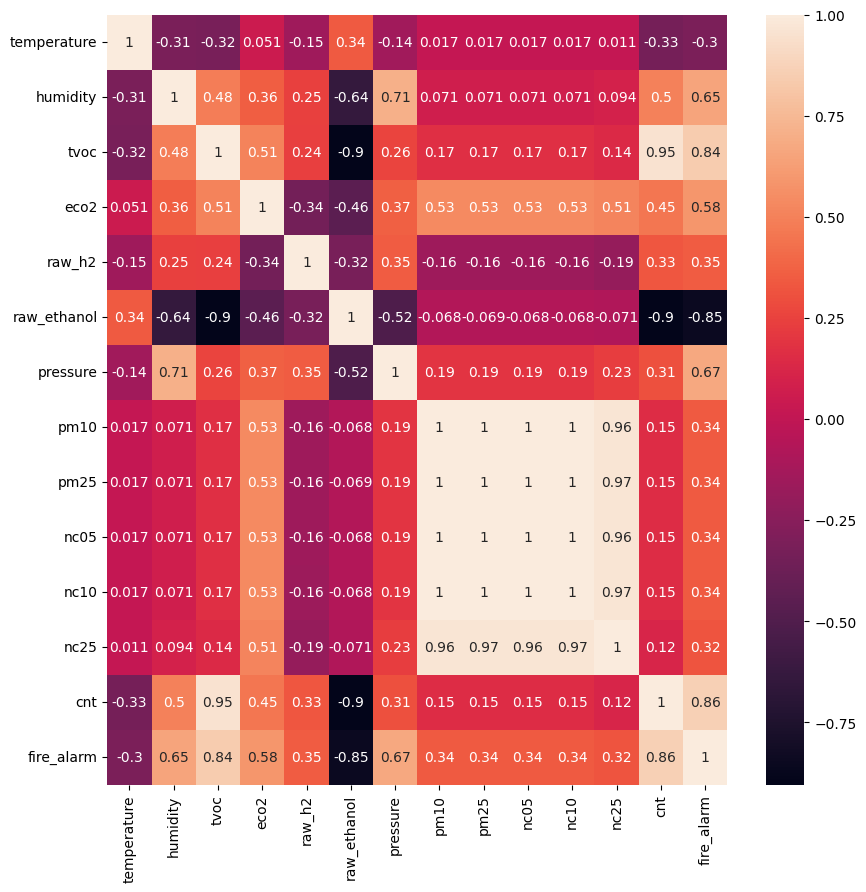 temperature 1 -0.31 -0.32 0.051 -0.15 0.34 -0.14 0.017 0.017 0.017 0.017 0.011 -0.33 -0.3
humidity -0.31 1 0.48 0.36 0.25 -0.64 0.71 0.071 0.071 0.071 0.071 0.094 0.5 0.65
tvoc -0.32 0.48 1 0.51 0.24 -0.9 0.26 0.17 0.17 0.17 0.17 0.14 0.95 0.84
eco2 0.051 0.36 0.51 1 -0.34 -0.46 0.37 0.53 0.53 0.53 0.53 0.51 0.45 0.58
raw_h2 -0.15 0.25 0.24 -0.34 1 -0.32 0.35 -0.16 -0.16 -0.16 -0.16 -0.19 0.33 0.35
raw_ethanol 0.34 -0.64 -0.9 -0.46 -0.32 1 -0.52 -0.068 -0.069 -0.068 -0.068 -0.071 -0.9 -0.85
pressure -0.14 0.71 0.26 0.37 0.35 -0.52 1 0.19 0.19 0.19 0.19 0.23 0.31 0.67
pm10 0.017 0.071 0.17 0.53 -0.16 -0.068 0.19 1 1 1 1 0.96 0.15 0.34
pm25 0.017 0.071 0.17 0.53 -0.16 -0.069 0.19 1 1 1 1 0.97 0.15 0.34
nc05 0.017 0.071 0.17 0.53 -0.16 -0.068 0.19 1 1 1 1 0.96 0.15 0.34
nc10 0.017 0.071 0.17 0.53 -0.16 -0.068 0.19 1 1 1 1 0.97 0.15 0.34
nc25 0.011 0.094 0.14 0.51 -0.19 -0.071 0.23 0.96 0.97 0.96 0.97 1 0.12 0.32
cnt -0.33 0.5 0.95 0.45 0.33 -0.9 0.31 0.15 0.15 0.15 0.15 0.12 1 0.86
fire_alarm -0.3 0.65 0.84 0.58 0.35 -0.85 0.67 0.34 0.34 0.34 0.34 0.32 0.86 1
temperature humidity tvoc eco2 raw_h2 raw_ethanol pressure pm10 pm25 nc05 nc10 nc25 cnt fire_alarm
1.00
0.75
0.50
0.25
0.00
−0.25
−0.50
−0.75